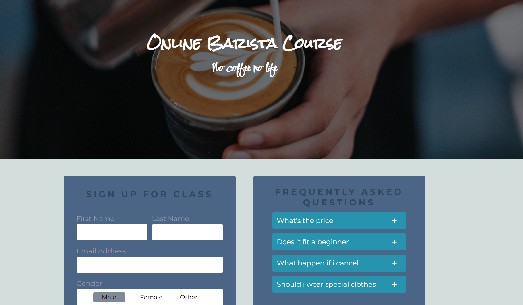 Online Barista Course
No coffee no life
SIGN UP FOR CLASS
First Name
Last Name
Email Address
Gender
Male
Female
Other
FREQUENTLY ASKED
QUESTIONS
What's the price
+
Does it fit a beginner
+
What happen if i cancel
+
Should i wear special clothes
+